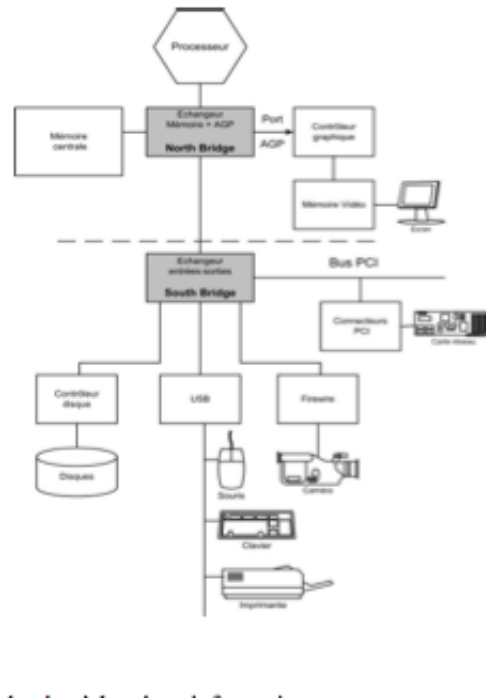 Processeur
Mémoire
centrale
Echangeur
Mémoire + AGP
North Bridge
Port
AGP
Contrôleur
graphique
Mémoire Vidéo
Ecran
Echangeur
entrées-sorties
South Bridge
Bus PCI
Connecteurs
PCI
Carte réseau
Contrôleur
disque
USB
Firewire
Disques
Souris
Caméra
Clavier
Imprimante